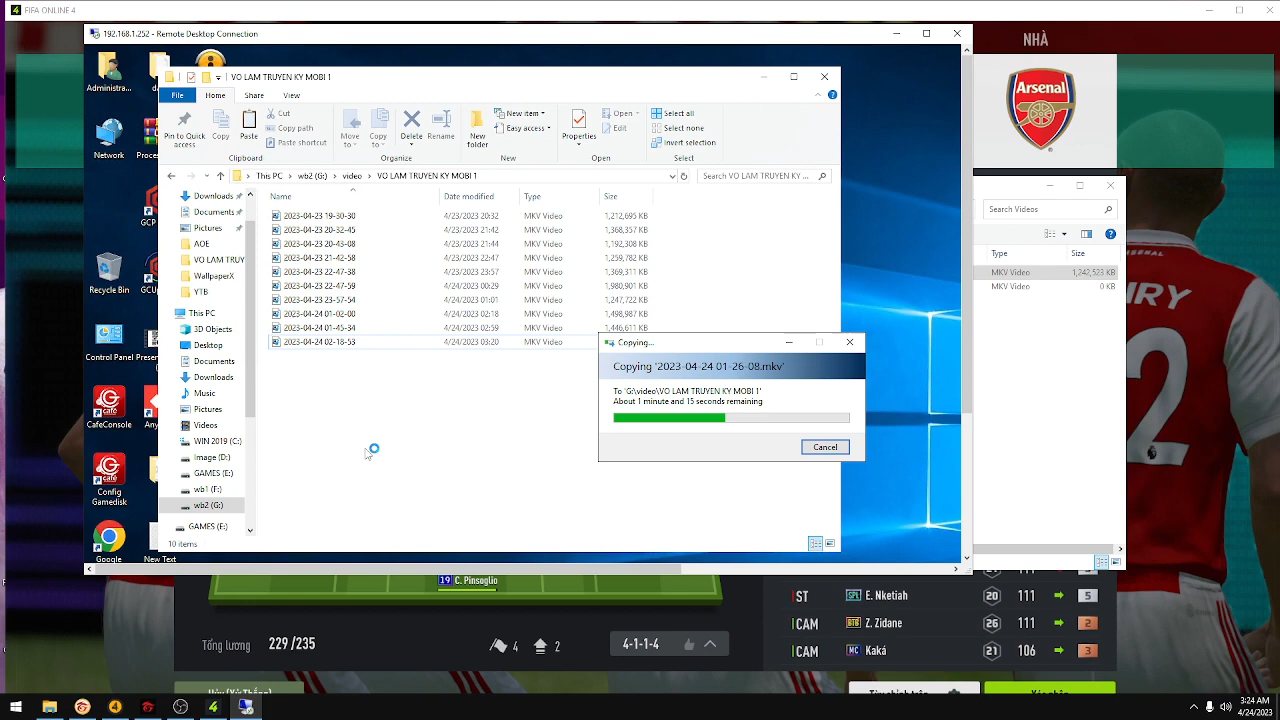 FIFA ONLINE 4
192.168.1.252 - Remote Desktop Connection
NHÀ
Arsenal
Administra...
Network
Proce
Recycle Bin
GCP
GCU
Control Panel
Presen
CafeConsole
Any
Config Gamedisk
Google
New Text
VO LAM TRUYEN KY MOBI 1
File Home Share View
Pin to Quick access
Copy
Paste
Cut
Copy path
Paste shortcut
Clipboard
Move to
Copy to
Delete
Rename
Organize
New folder
New item
Easy access
New
Properties
Open
Edit
Open
Select all
Select none
Invert selection
Select
This PC wb2 (G:) video VO LAM TRUYEN KY MOBI 1
Search VO LAM TRUYEN KY ...
Downloads
Documents
Pictures
AOE
VO LAM TRUY
WallpaperX
YTB
This PC
3D Objects
Desktop
Documents
Downloads
Music
Pictures
Videos
WIN 2019 (C:)
Image (D:)
GAMES (E:)
wb1 (F:)
wb2 (G:)
GAMES (E:)
Name Date modified Type Size
2023-04-23 19-30-30 4/23/2023 20:32 MKV Video 1,212,695 KB
2023-04-23 20-32-45 4/23/2023 21:42 MKV Video 1,368,357 KB
2023-04-23 20-45-03 4/23/2023 21:44 MKV Video 1,192,308 KB
2023-04-23 21-42-59 4/23/2023 22:47 MKV Video 1,259,782 KB
2023-04-23 22-47-38 4/23/2023 23:57 MKV Video 1,369,311 KB
2023-04-23 22-47-59 4/24/2023 00:29 MKV Video 1,980,901 KB
2023-04-23 23-57-54 4/24/2023 01:01 MKV Video 1,247,722 KB
2023-04-24 01-02-00 4/24/2023 02:18 MKV Video 1,498,987 KB
2023-04-24 01-45-34 4/24/2023 02:59 MKV Video 1,446,611 KB
2023-04-24 02-18-53 4/24/2023 03:20 MKV Video
10 items
Copying...
Copying '2023-04-24 01-26-08.mkv'
To 'G:\video\VO LAM TRUYEN KY MOBI 1'
About 1 minute and 15 seconds remaining
Cancel
Search Videos
Type Size
MKV Video 1,242,523 KB
MKV Video 0 KB
19 C. Pinsoglio
Tổng lương 229 /235
4 2
4-1-1-4
ST SPL E. Nketiah 20 111 5
CAM BTB Z. Zidane 26 111 2
CAM MC Kaká 21 106 3
3:24 AM
4/24/2023